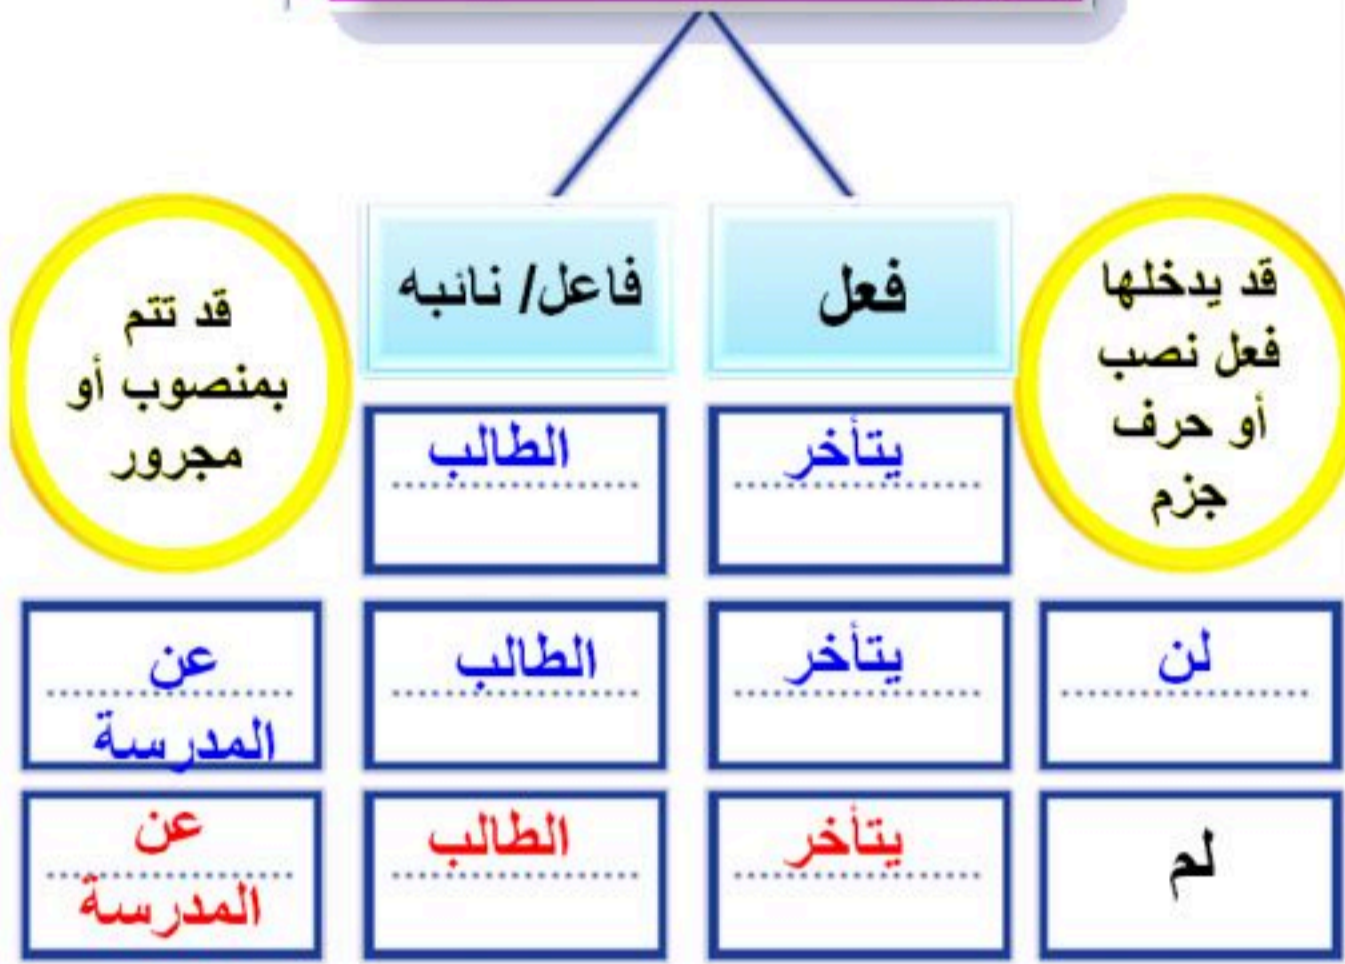 فعل
فاعل/ نائبه
قد يدخلها
فعل نصب
أو حرف
جزم
قد تتم
بمنصوب أو
مجرور
يتأخر
الطالب
لن
يتأخر
الطالب
عن
المدرسة
لم
يتأخر
الطالب
عن
المدرسة